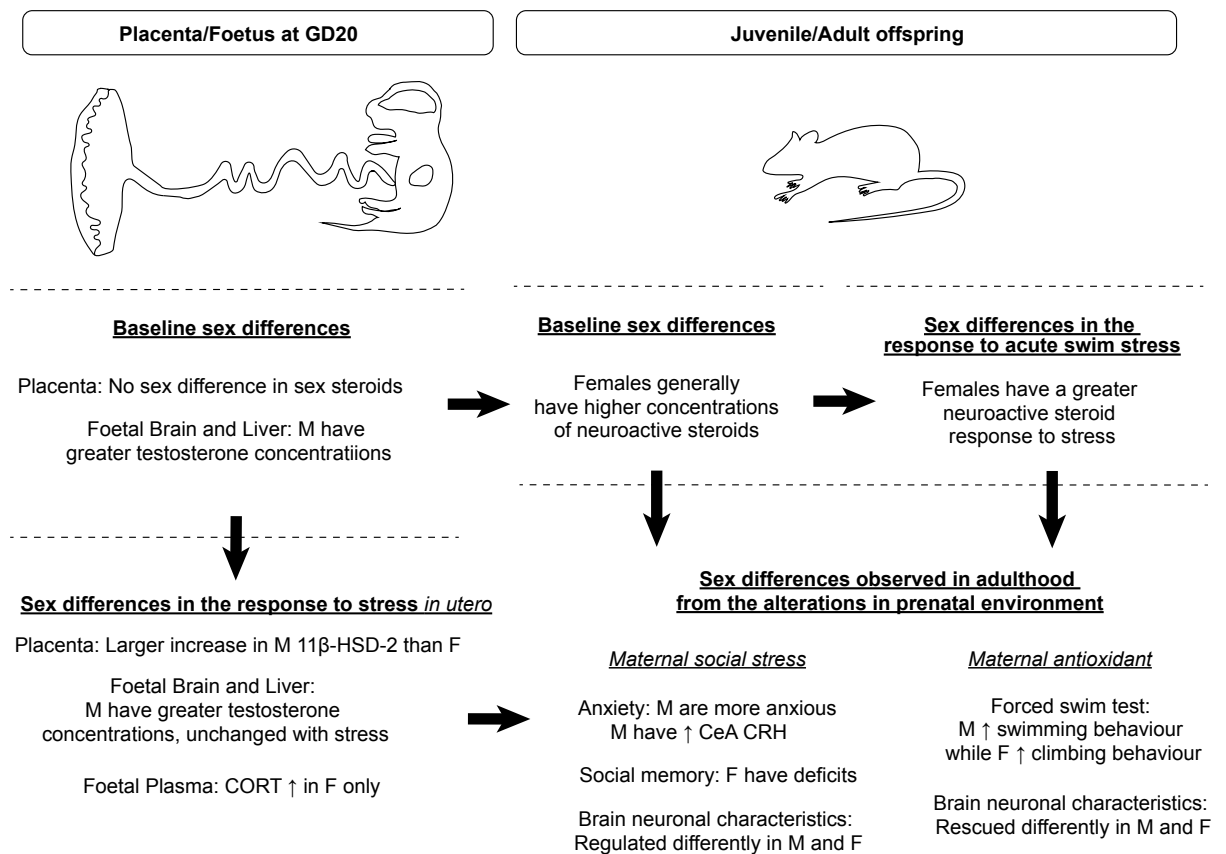 Placenta/Foetus at GD20
Juvenile/Adult offspring
Baseline sex differences
Placenta: No sex difference in sex steroids
Foetal Brain and Liver: M have
greater testosterone concentratiions
Baseline sex differences
Females generally
have higher concentrations
of neuroactive steroids
Sex differences in the
response to acute swim stress
Females have a greater
neuroactive steroid
response to stress
Sex differences in the response to stress in utero
Placenta: Larger increase in M 11β-HSD-2 than F
Foetal Brain and Liver:
M have greater testosterone
concentrations, unchanged with stress
Foetal Plasma: CORT ↑ in F only
Sex differences observed in adulthood
from the alterations in prenatal environment
Maternal social stress
Anxiety: M are more anxious
M have ↑ CeA CRH
Social memory: F have deficits
Brain neuronal characteristics:
Regulated differently in M and F
Maternal antioxidant
Forced swim test:
M ↑ swimming behaviour
while F ↑ climbing behaviour
Brain neuronal characteristics:
Rescued differently in M and F